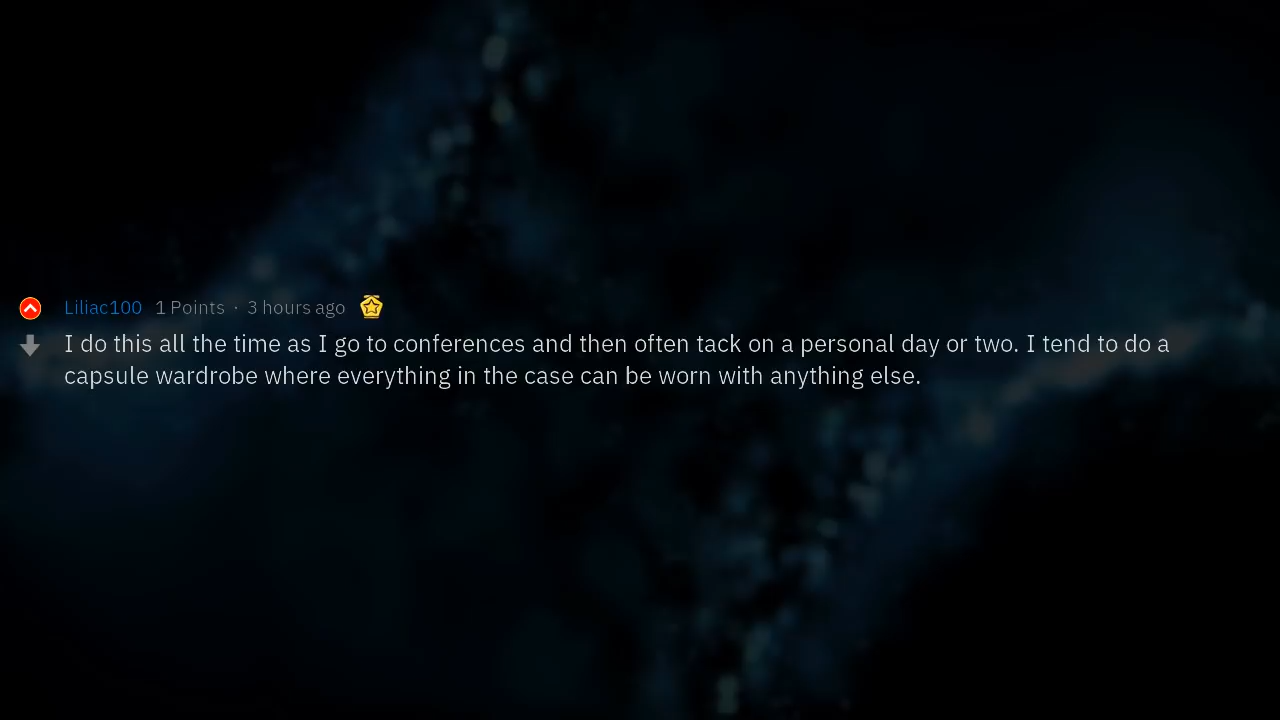 Liliac100 1 Points · 3 hours ago
I do this all the time as I go to conferences and then often tack on a personal day or two. I tend to do a
capsule wardrobe where everything in the case can be worn with anything else.